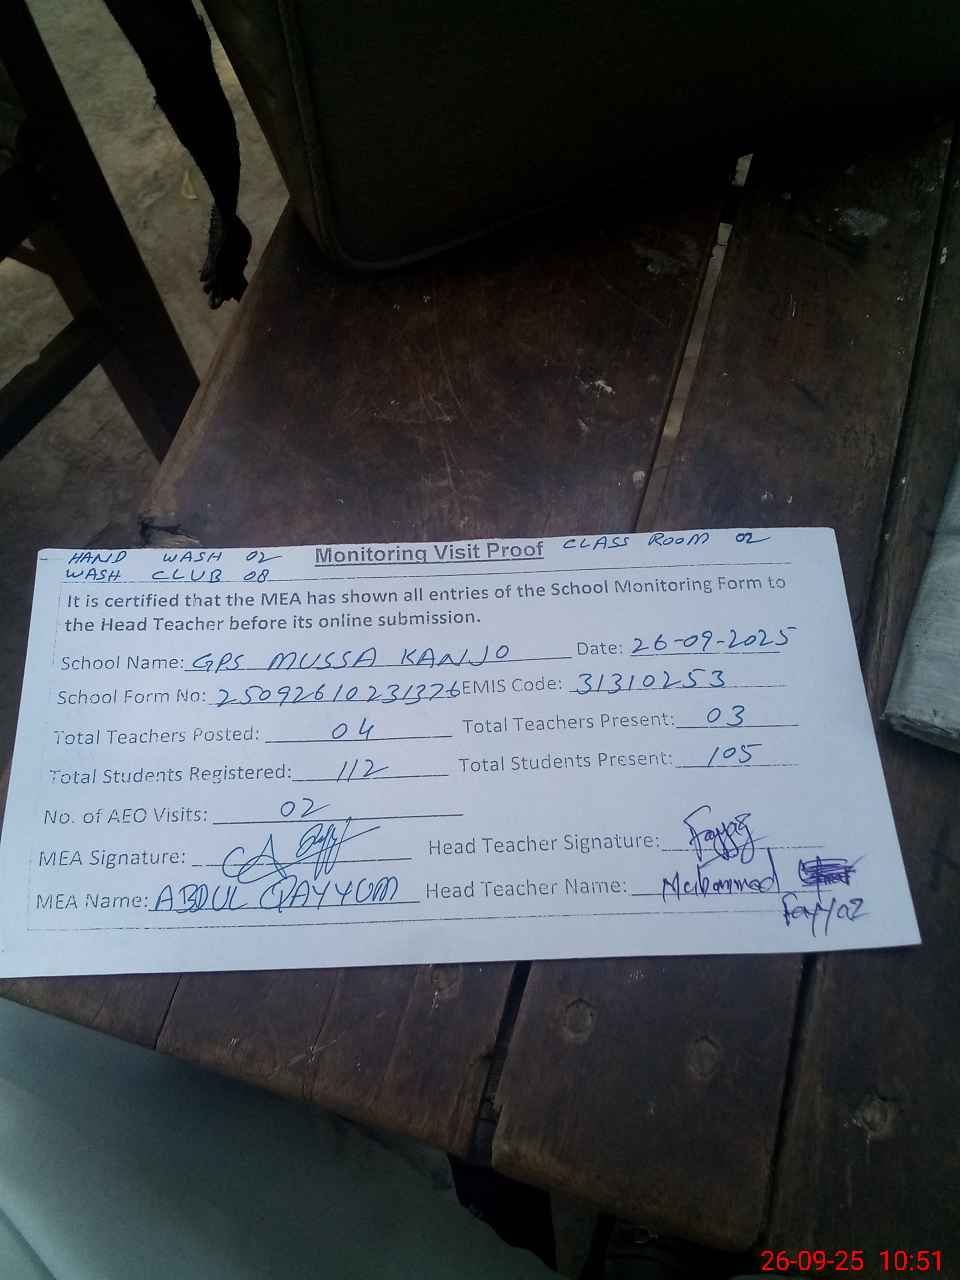 HAND WASH 02 Monitoring Visit Proof CLASS ROOM 02
WASH CLUB 08
It is certified that the MEA has shown all entries of the School Monitoring Form to
the Head Teacher before its online submission.
School Name: GPS MUSSA KANJO Date: 26-09-2025
School Form No: 25092610231326 EMIS Code: 31310253
Total Teachers Posted: 04 Total Teachers Present: 03
Total Students Registered: 112 Total Students Present: 105
No. of AEO Visits: 02
MEA Signature: Head Teacher Signature:
MEA Name: ABDUL QAYYUM Head Teacher Name: Muhammad
Fayyaz
26-09-25 10:51